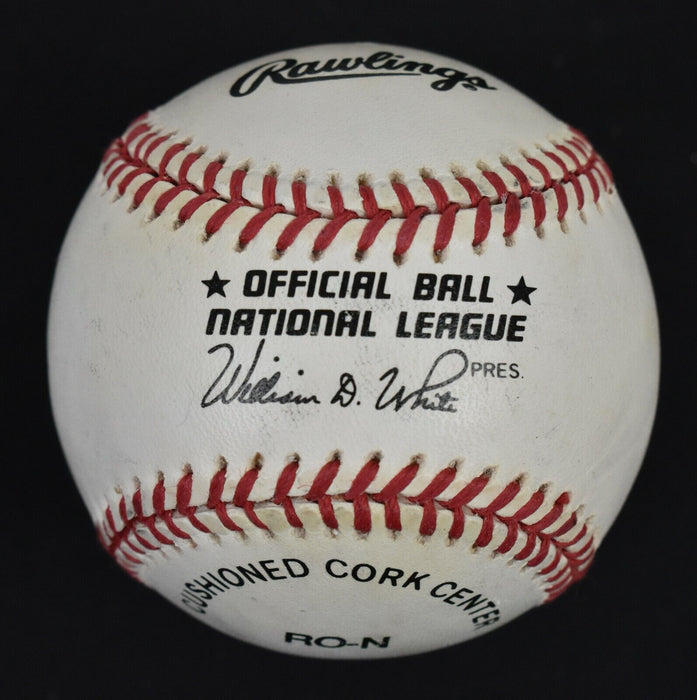 Rawlings
★ OFFICIAL BALL ★
NATIONAL LEAGUE
William D. White PRES.
CUSHIONED CORK CENTER
RO-N